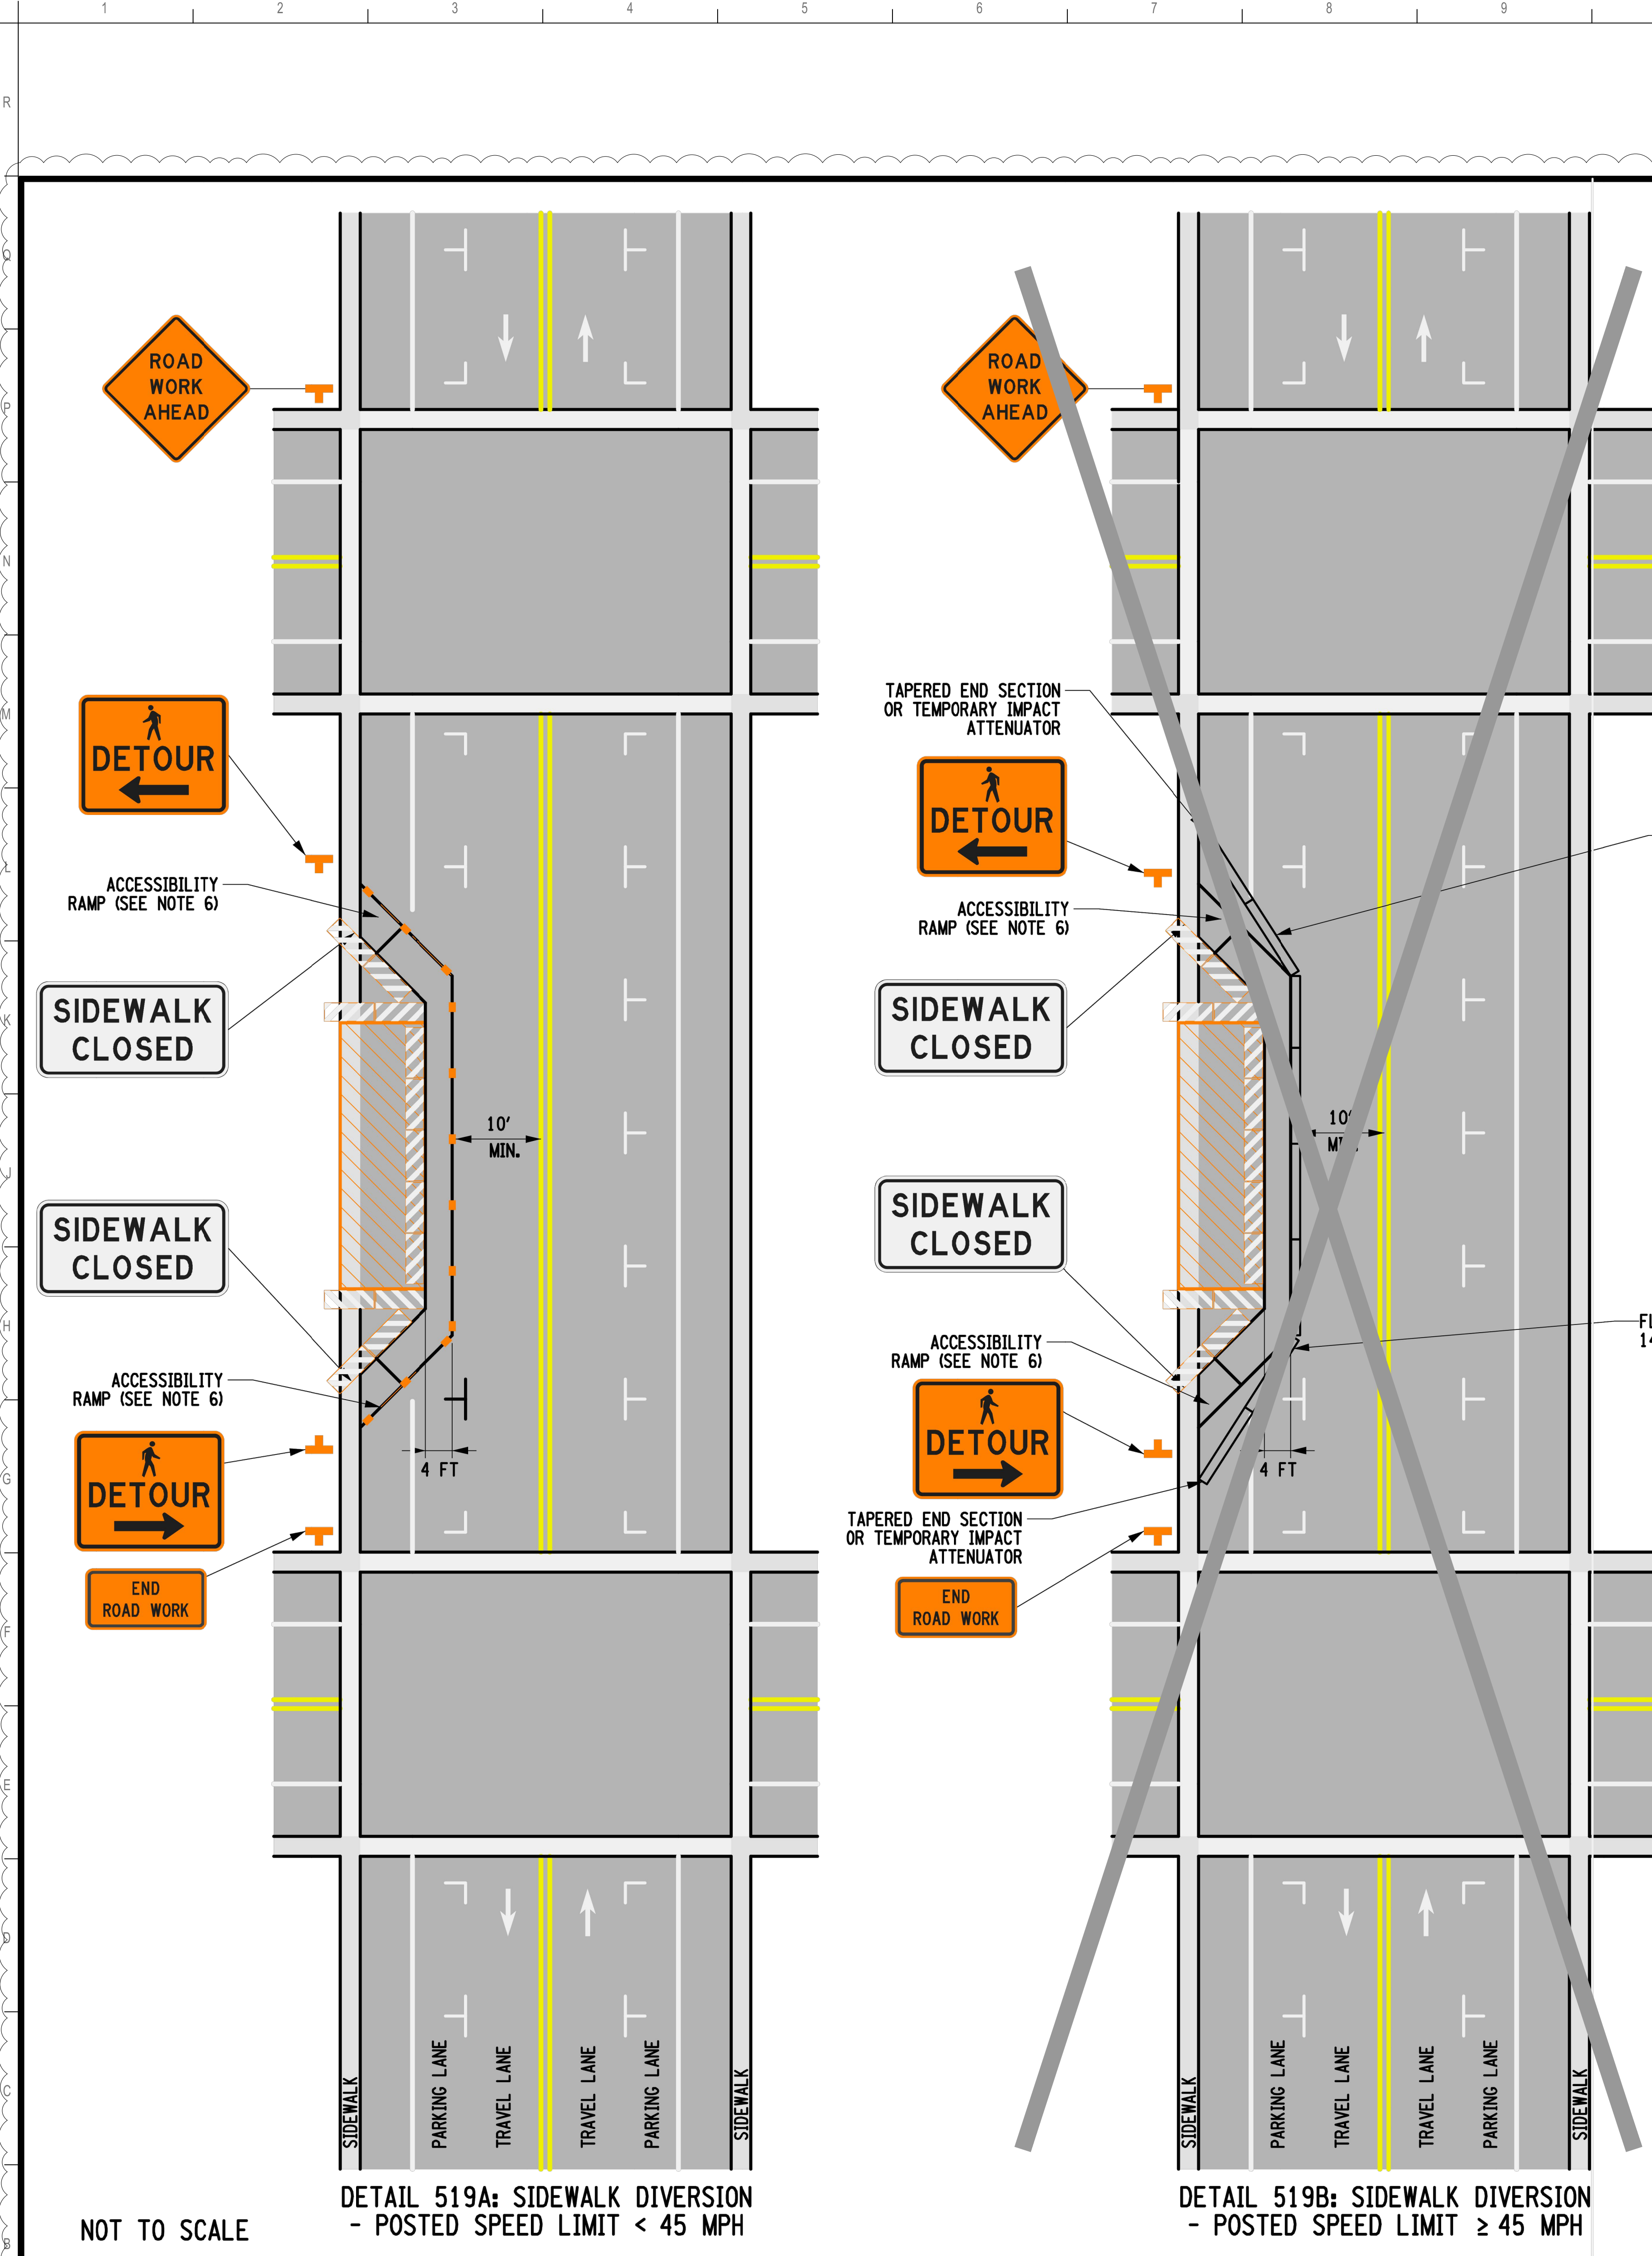 1 2 3 4 5 6 7 8 9
R
Q
P
N
M
L
K
J
H
G
F
E
D
C
B
ROAD
WORK
AHEAD
DETOUR
ACCESSIBILITY
RAMP (SEE NOTE 6)
SIDEWALK
CLOSED
10'
MIN.
SIDEWALK
CLOSED
ACCESSIBILITY
RAMP (SEE NOTE 6)
4 FT
DETOUR
END
ROAD WORK
SIDEWALK
PARKING LANE
TRAVEL LANE
TRAVEL LANE
PARKING LANE
SIDEWALK
DETAIL 519A: SIDEWALK DIVERSION
- POSTED SPEED LIMIT < 45 MPH
NOT TO SCALE
ROAD
WORK
AHEAD
TAPERED END SECTION
OR TEMPORARY IMPACT
ATTENUATOR
DETOUR
ACCESSIBILITY
RAMP (SEE NOTE 6)
SIDEWALK
CLOSED
10'
SIDEWALK
CLOSED
ACCESSIBILITY
RAMP (SEE NOTE 6)
4 FT
DETOUR
TAPERED END SECTION
OR TEMPORARY IMPACT
ATTENUATOR
END
ROAD WORK
SIDEWALK
PARKING LANE
TRAVEL LANE
TRAVEL LANE
PARKING LANE
SIDEWALK
DETAIL 519B: SIDEWALK DIVERSION
- POSTED SPEED LIMIT ≥ 45 MPH